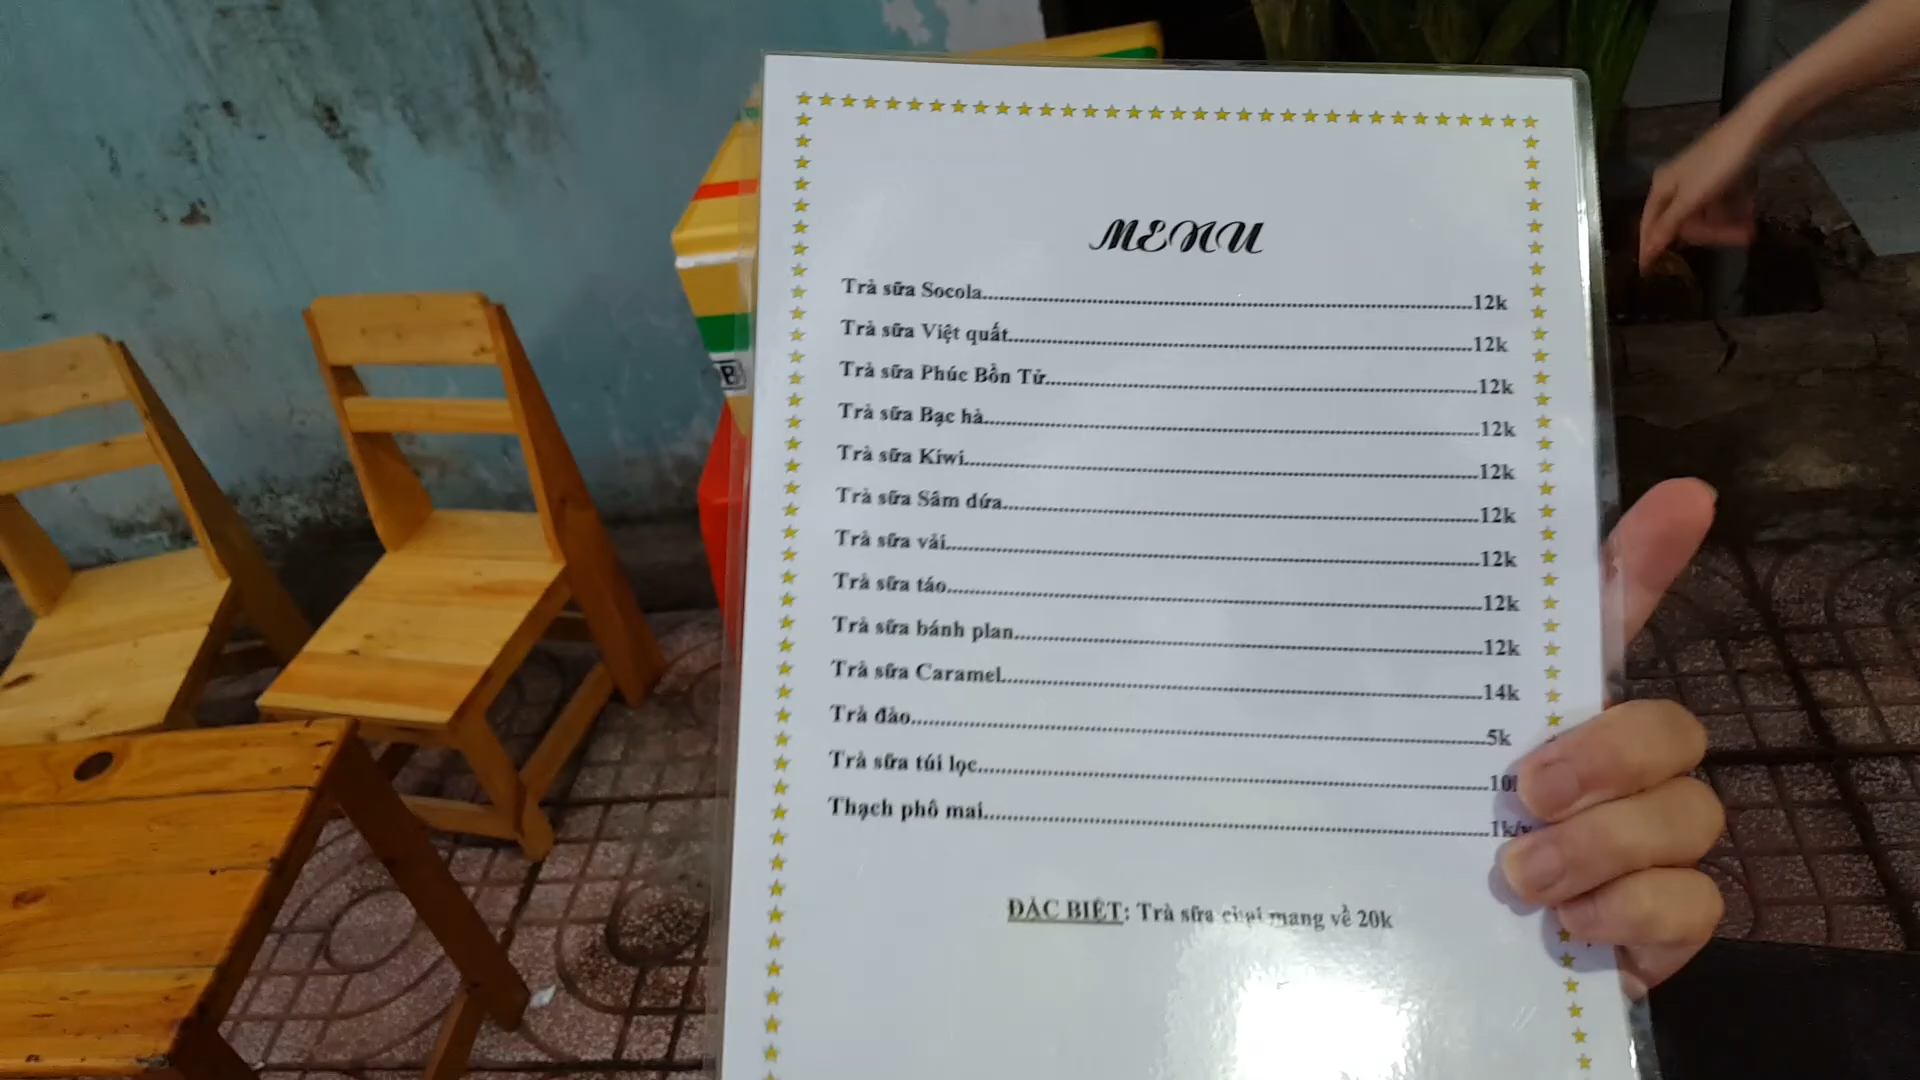 MENU
Trà sữa Socola....................12k
Trà sữa Việt quất....................12k
Trà sữa Phúc Bồn Tử....................12k
Trà sữa Bạc hà....................12k
Trà sữa Kiwi....................12k
Trà sữa Sâm dứa....................12k
Trà sữa vải....................12k
Trà sữa táo....................12k
Trà sữa bánh plan....................12k
Trà sữa Caramel....................14k
Trà đào....................5k
Trà sữa túi lọc....................10
Thạch phô mai....................1k/
ĐẶC BIỆT: Trà sữa chai mang về 20k